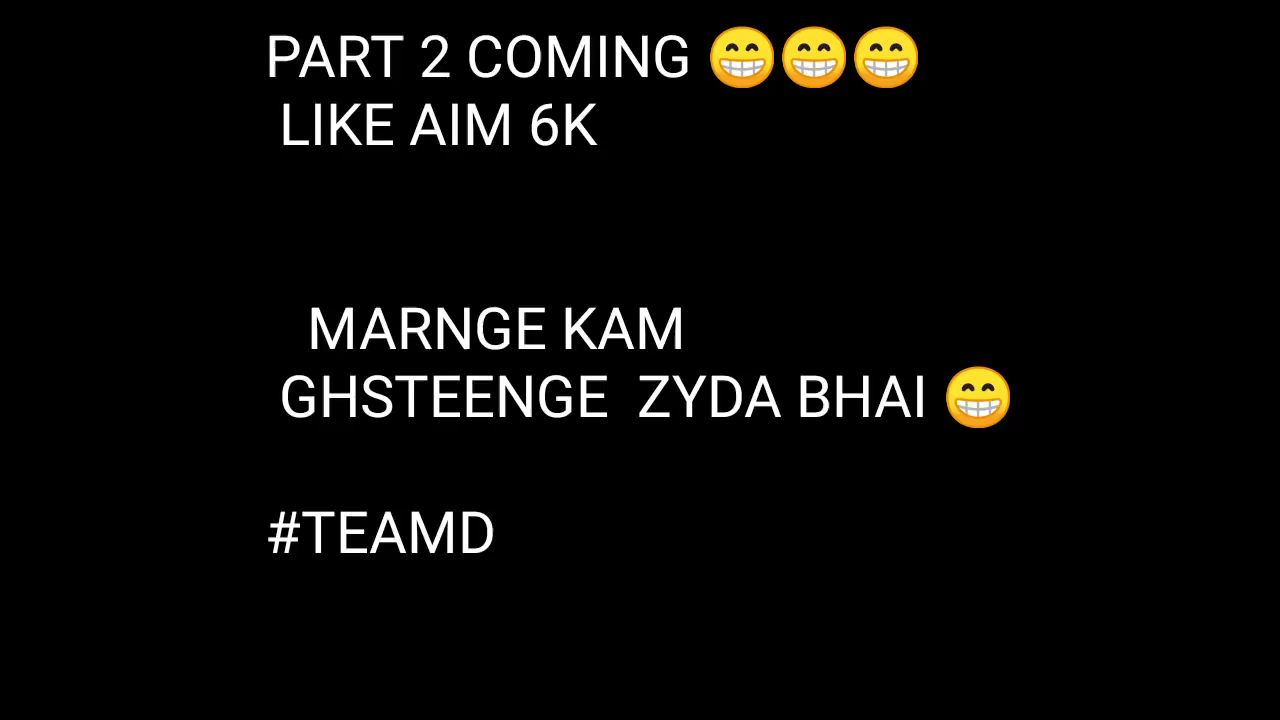 PART 2 COMING 😁😁😁
LIKE AIM 6K
MARNGE KAM
GHSTEENGE ZYDA BHAI 😁
#TEAMD